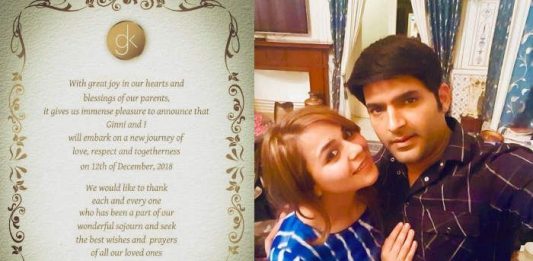 gk
With great joy in our hearts and
blessings of our parents,
it gives us immense pleasure to announce that
Ginni and I
will embark on a new journey of
love, respect and togetherness
on 12th of December, 2018
We would like to thank
each and every one
who has been a part of our
wonderful sojourn and seek
the best wishes and prayers
of all our loved ones